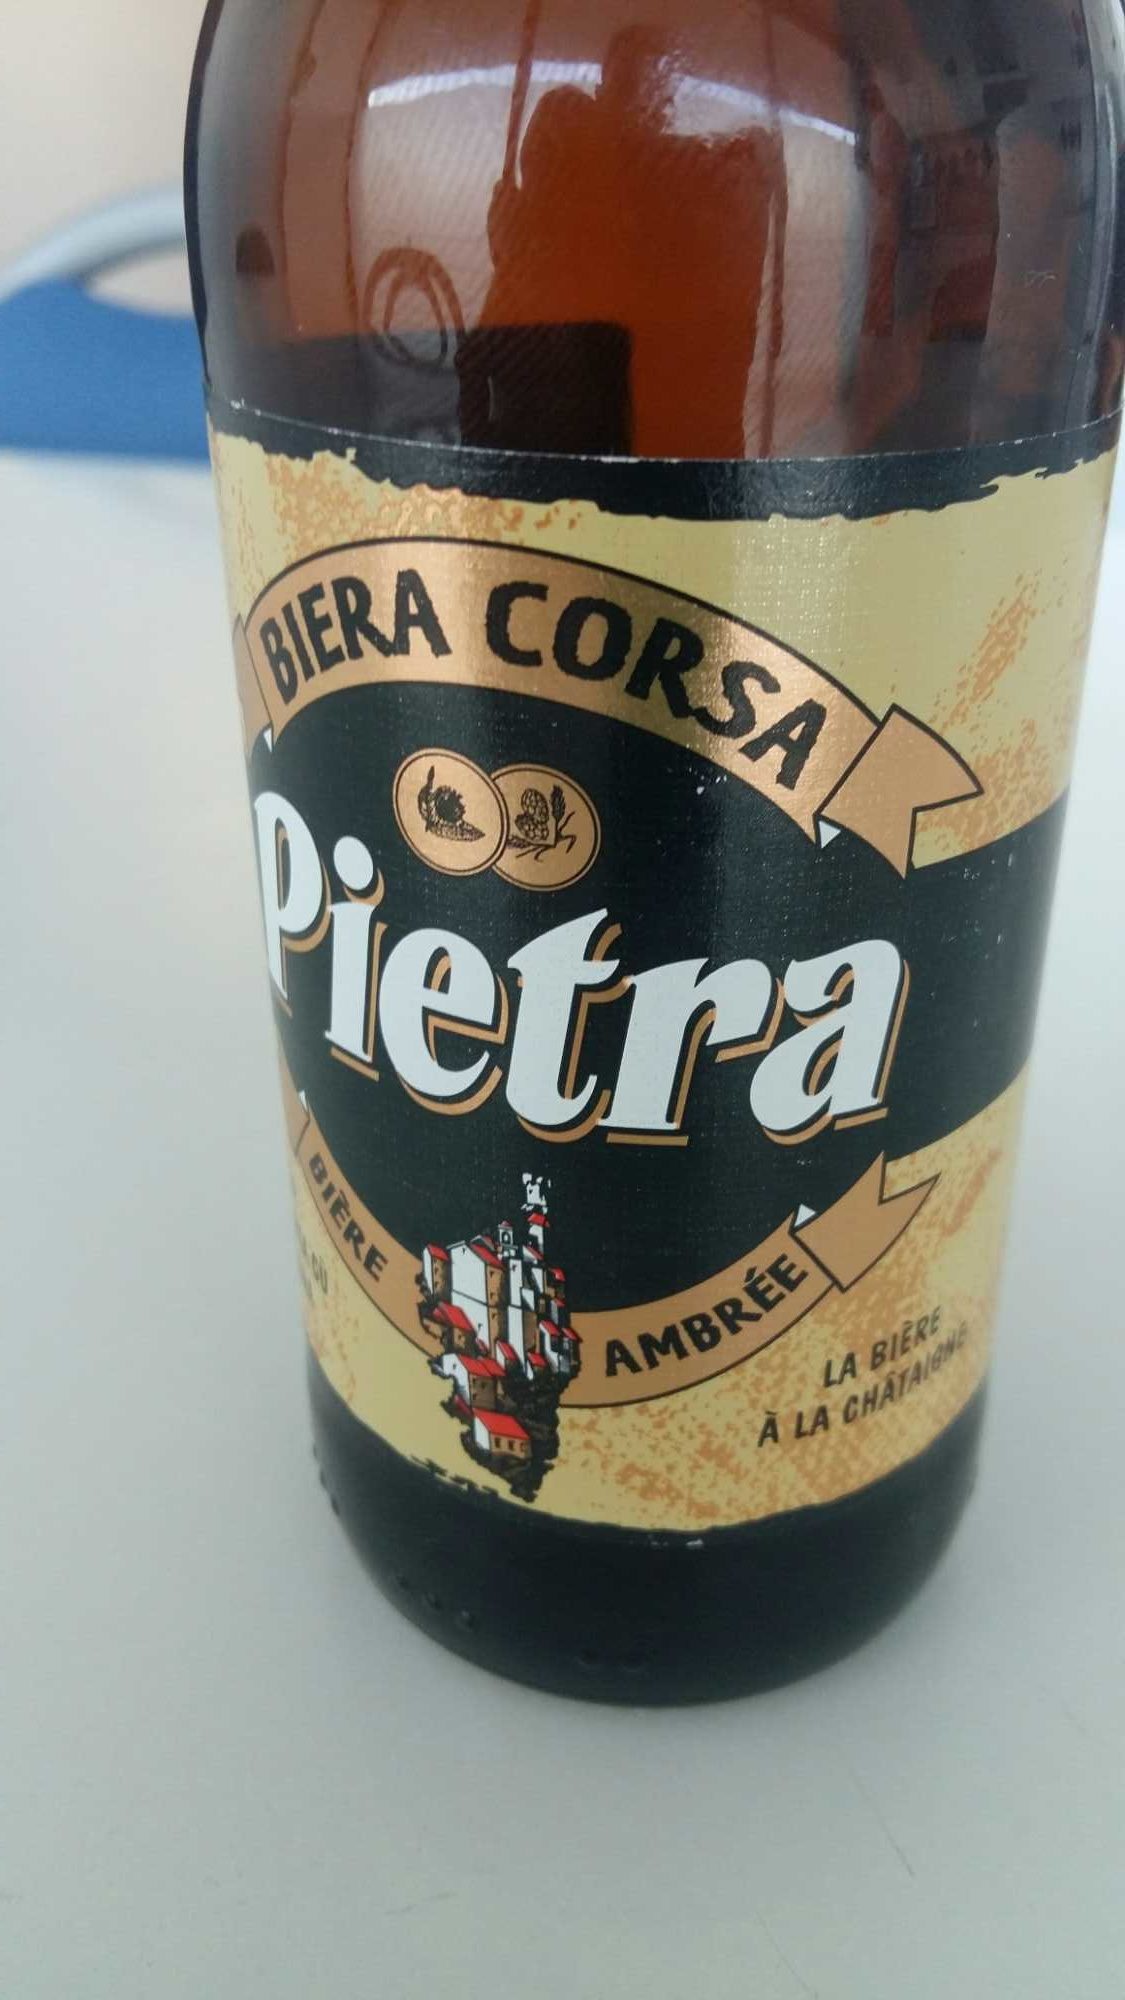 BIERA CORSA
Pietra
BIÈRE AMBRÉE
LA BIÈRE
À LA CHÂTAIGNE